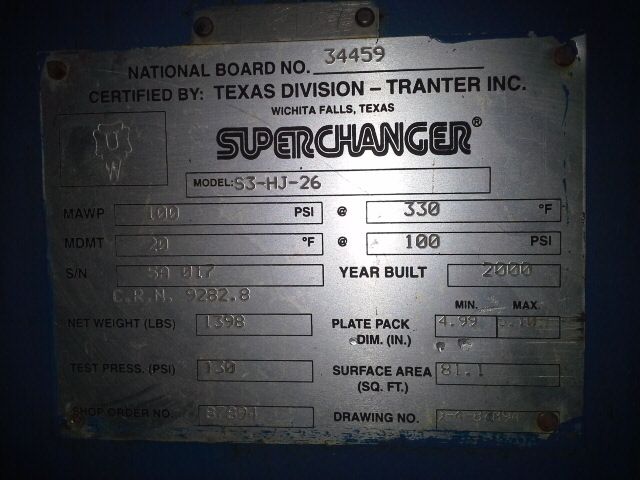 NATIONAL BOARD NO. 34459
CERTIFIED BY: TEXAS DIVISION - TRANTER INC.
WICHITA FALLS, TEXAS
U
W
SUPERCHANGER®
MODEL: S3-HJ-26
MAWP 100 PSI @ 330 °F
MDMT 20 °F @ 100 PSI
S/N SA 017 YEAR BUILT 2000
C.R.N. 9282.8
MIN. MAX.
NET WEIGHT (LBS) 1398 PLATE PACK 4.99
DIM. (IN.)
TEST PRESS. (PSI) 130 SURFACE AREA 81.1
(SQ. FT.)
SHOP ORDER NO. DRAWING NO.